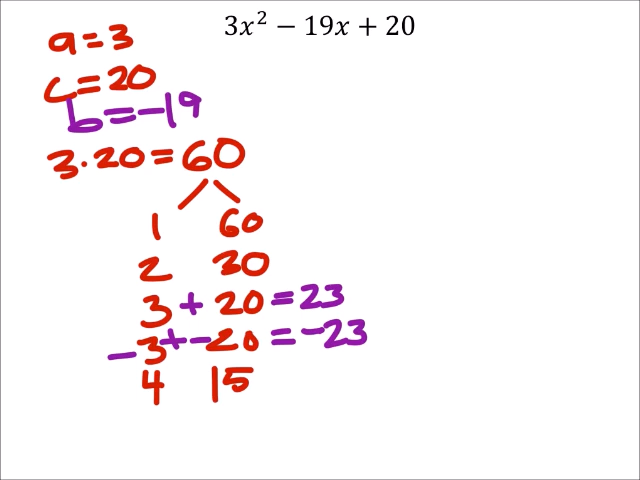 3x² − 19x + 20
a = 3
c = 20
b = −19
3 · 20 = 60
1 60
2 30
3 + 20 = 23
−3 + −20 = −23
4 15